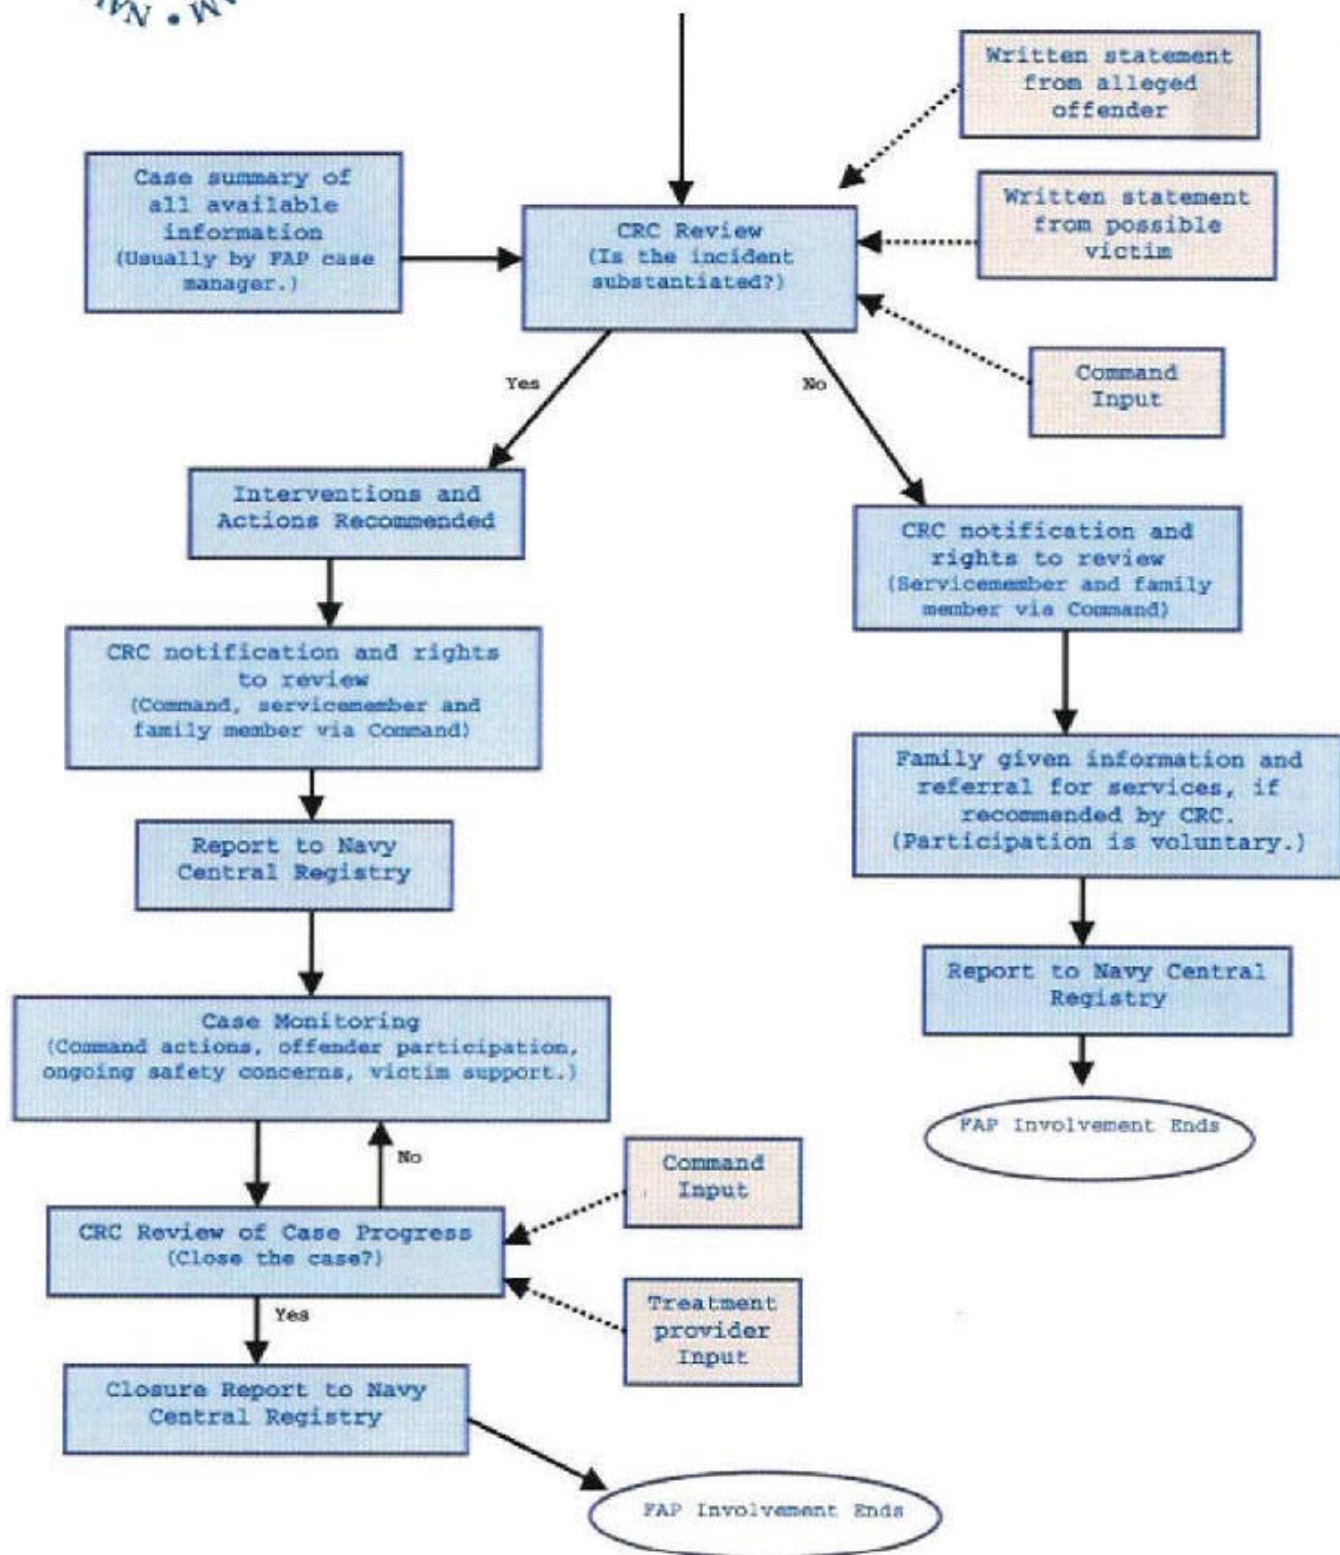 Written statement
from alleged
offender
Case summary of
all available
information
(Usually by FAP case
manager.)
CRC Review
(Is the incident
substantiated?)
Written statement
from possible
victim
Command
Input
Yes
No
Interventions and
Actions Recommended
CRC notification and
rights to review
(Servicemember and family
member via Command)
CRC notification and rights
to review
(Command, servicemember and
family member via Command)
Family given information and
referral for services, if
recommended by CRC.
(Participation is voluntary.)
Report to Navy
Central Registry
Report to Navy Central
Registry
Case Monitoring
(Command actions, offender participation,
ongoing safety concerns, victim support.)
FAP Involvement Ends
No
Command
Input
CRC Review of Case Progress
(Close the case?)
Yes
Treatment
provider
Input
Closure Report to Navy
Central Registry
FAP Involvement Ends